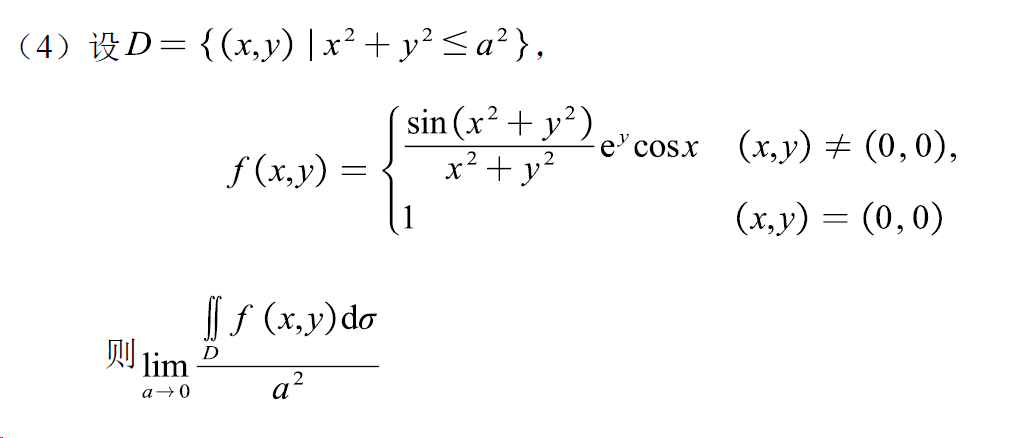 （4）设D = {(x,y) | x² + y² ≤ a²},
f(x,y) = { sin(x² + y²)/(x² + y²) eʸ cosx (x,y) ≠ (0,0),
1 (x,y) = (0,0)
则 lim_{a→0} ∬_D f(x,y)dσ / a²